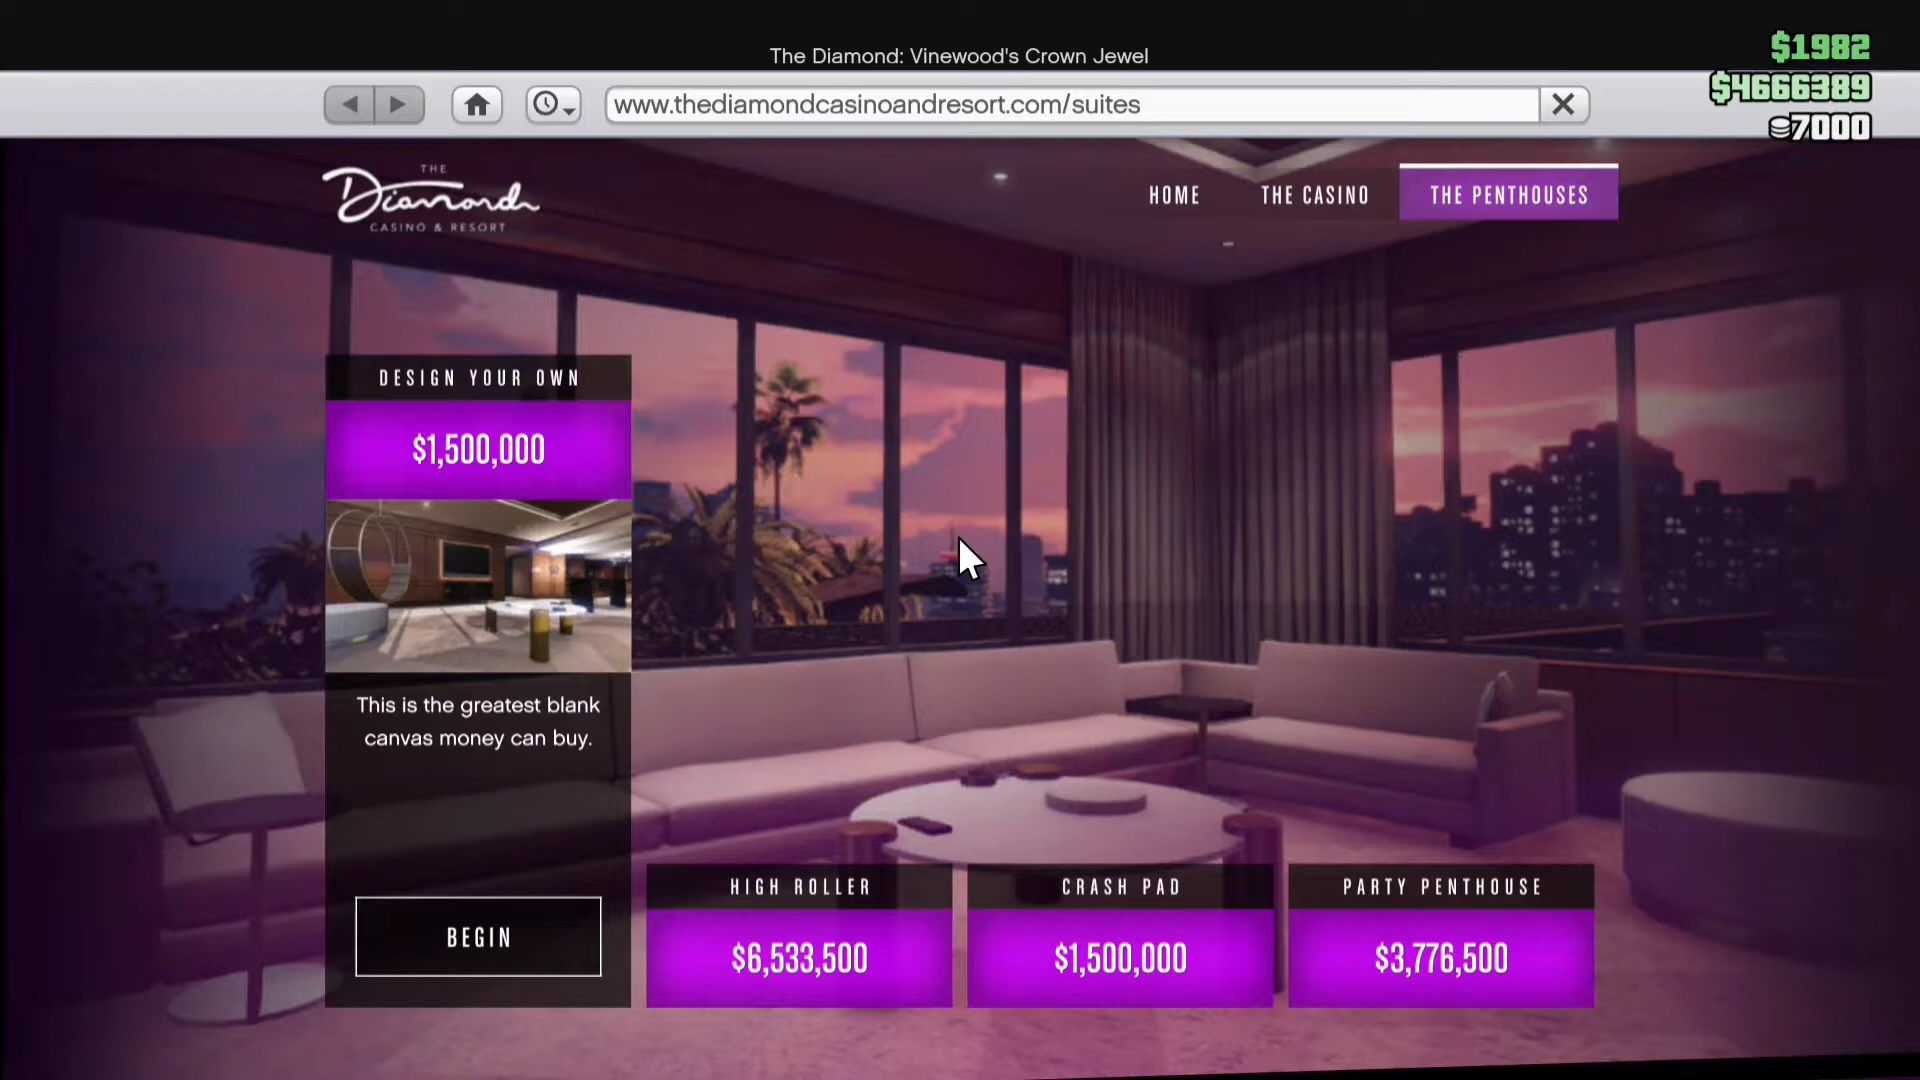 The Diamond: Vinewood's Crown Jewel
$1982
$4666389
7000
www.thediamondcasinoandresort.com/suites
THE
Diamond
CASINO & RESORT
HOME
THE CASINO
THE PENTHOUSES
DESIGN YOUR OWN
$1,500,000
This is the greatest blank
canvas money can buy.
BEGIN
HIGH ROLLER
$6,533,500
CRASH PAD
$1,500,000
PARTY PENTHOUSE
$3,776,500